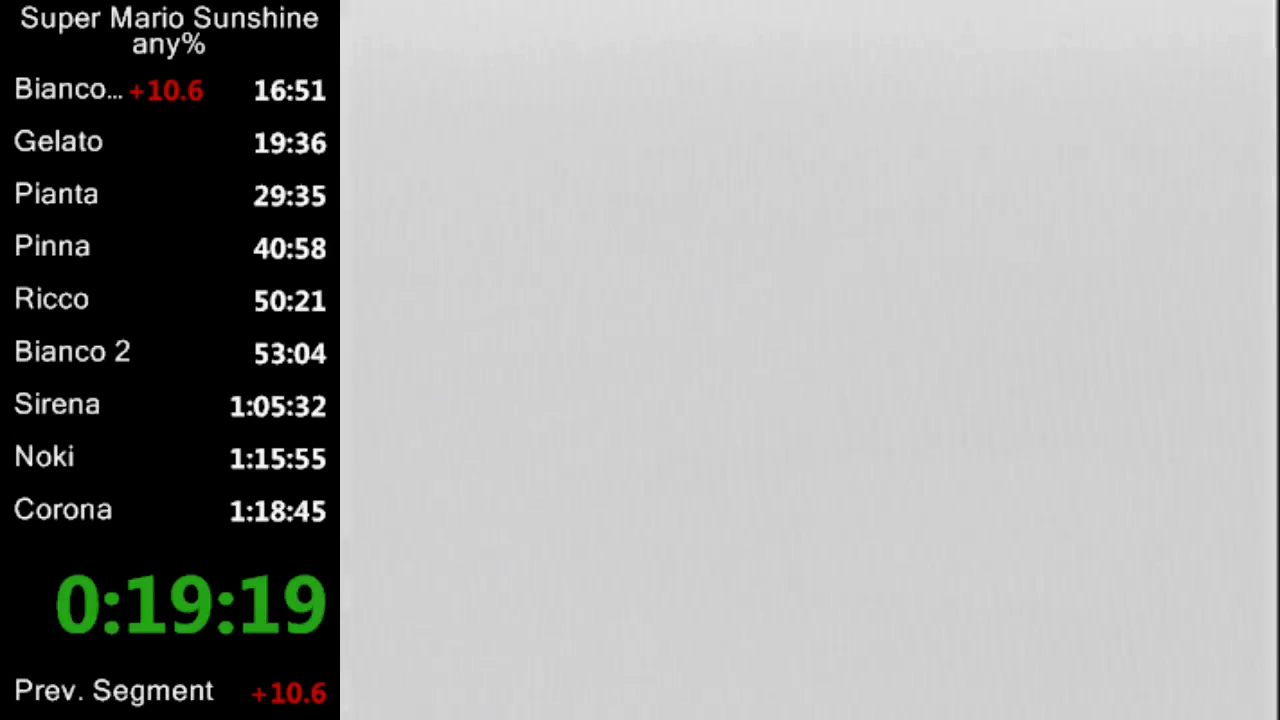 Super Mario Sunshine
any%
Bianco... +10.6 16:51
Gelato 19:36
Pianta 29:35
Pinna 40:58
Ricco 50:21
Bianco 2 53:04
Sirena 1:05:32
Noki 1:15:55
Corona 1:18:45
0:19:19
Prev. Segment +10.6